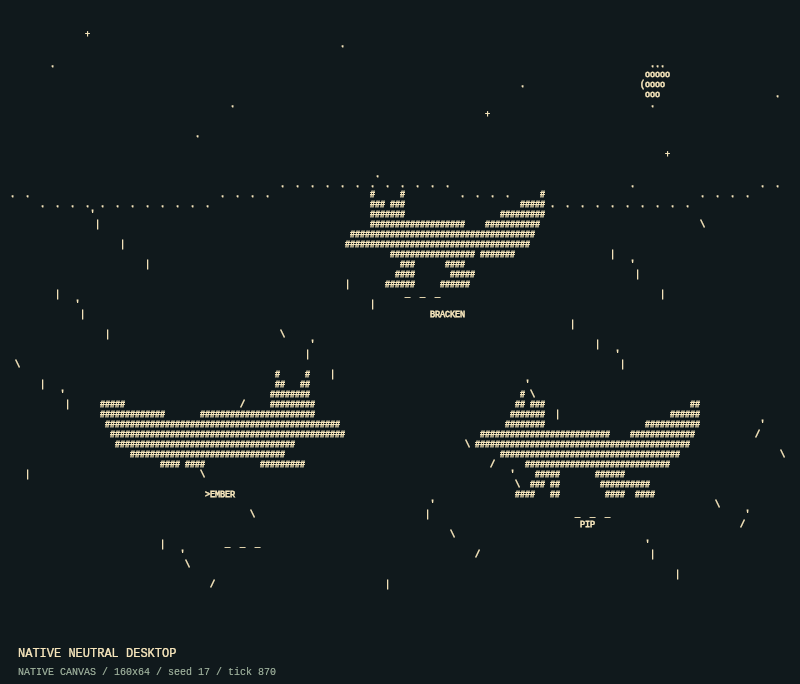 BRACKEN
>EMBER
PIP
NATIVE NEUTRAL DESKTOP
NATIVE CANVAS / 160x64 / seed 17 / tick 870